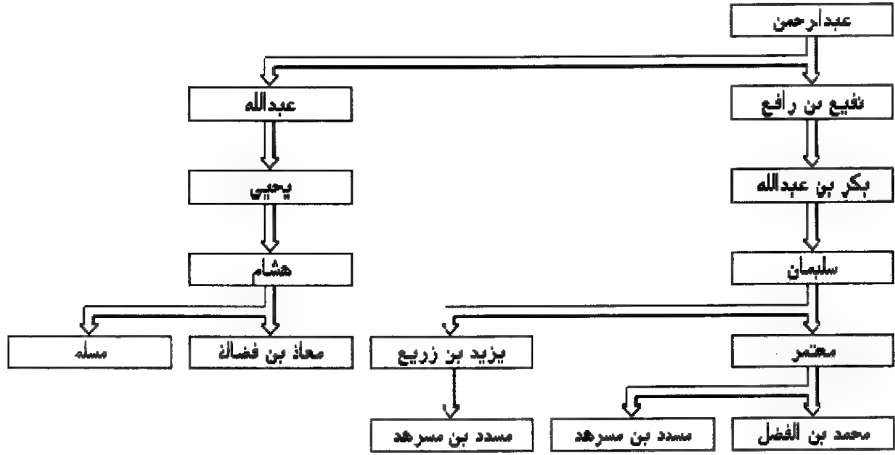 عبدالرحمن
نفيع بن رافع
عبدالله
بكر بن عبدالله
يحيي
سليمان
هشام
معتمر
يزيد بن زريع
معاذ بن فضالة
مسلم
محمد بن الفضل
مسدد بن مسرهد
مسدد بن مسرهد